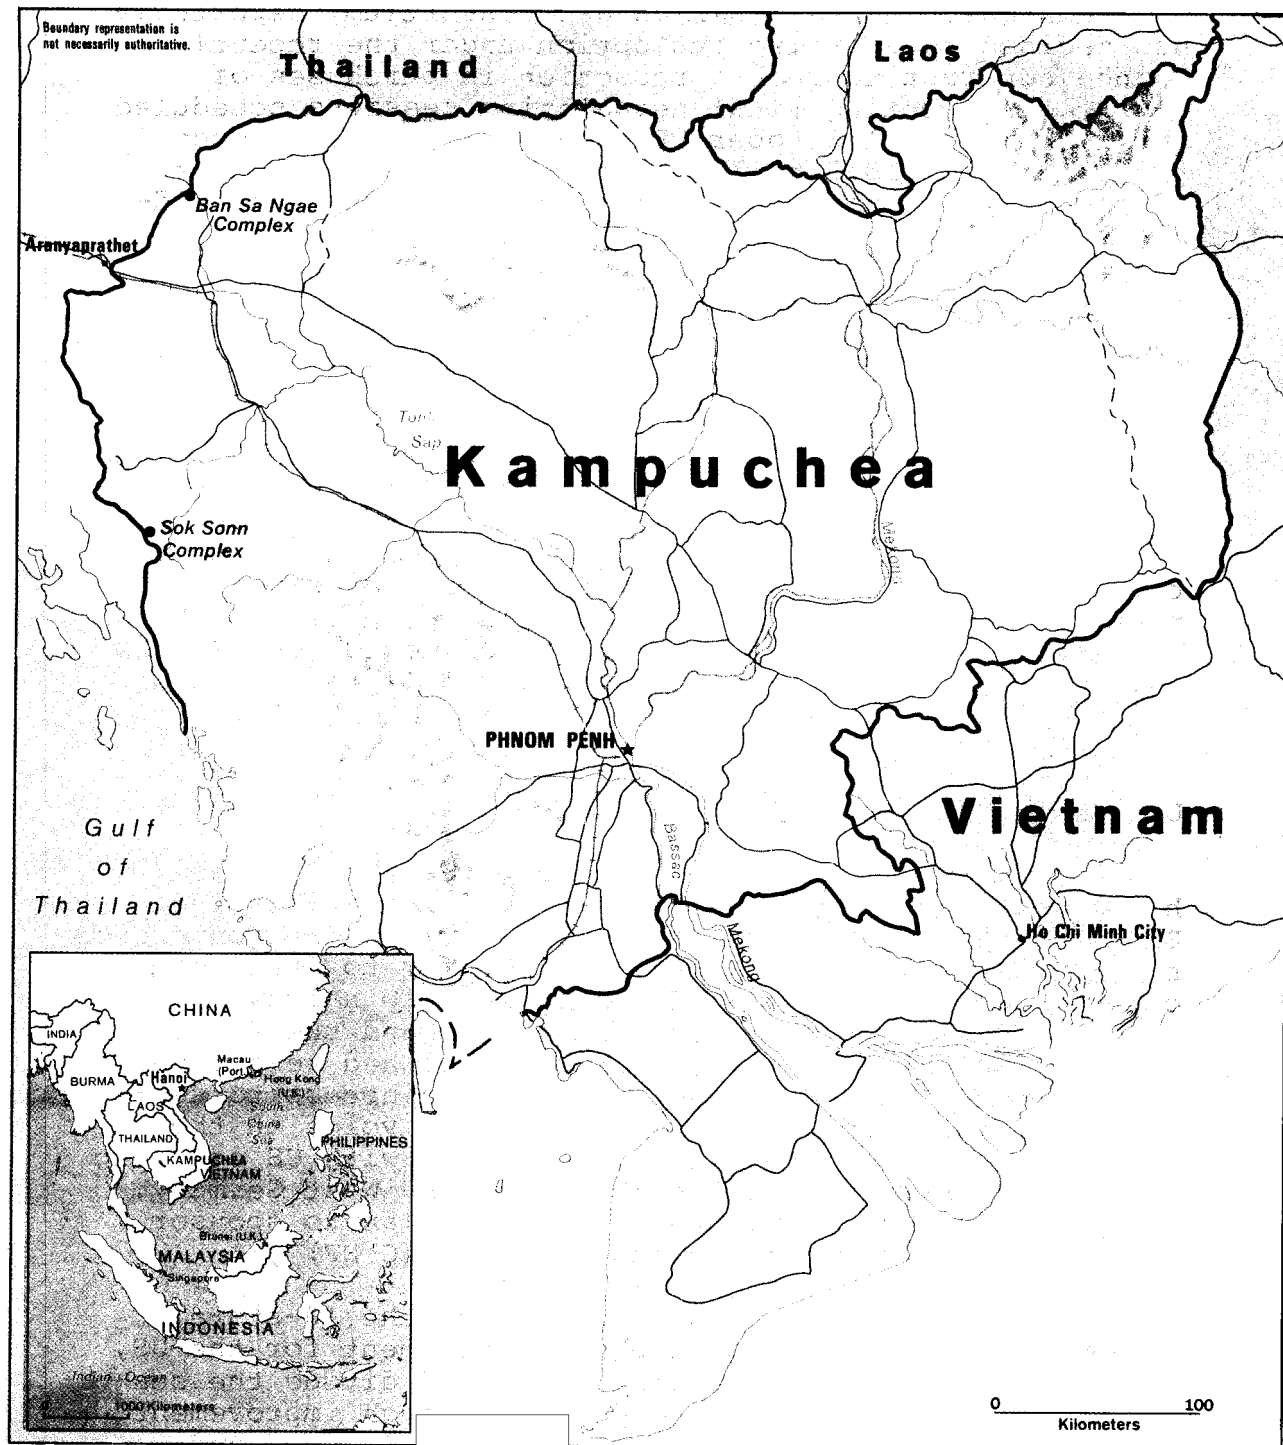 Boundary representation is
not necessarily authoritative.
Thailand
Laos
Ban Sa Ngae
Complex
Aranyaprathet
Tonle
Sap
Kampuchea
Sok Sann
Complex
Mekong
PHNOM PENH
Vietnam
Gulf
of
Thailand
Bassac
Mekong
Ho Chi Minh City
CHINA
INDIA
Macau
(Port.)
Hanoi
Hong Kong
(U.K.)
BURMA
LAOS
South
China
Sea
THAILAND
PHILIPPINES
KAMPUCHEA
VIETNAM
Brunei (U.K.)
MALAYSIA
Singapore
INDONESIA
Indian Ocean
0 1000 Kilometers
0 100
Kilometers